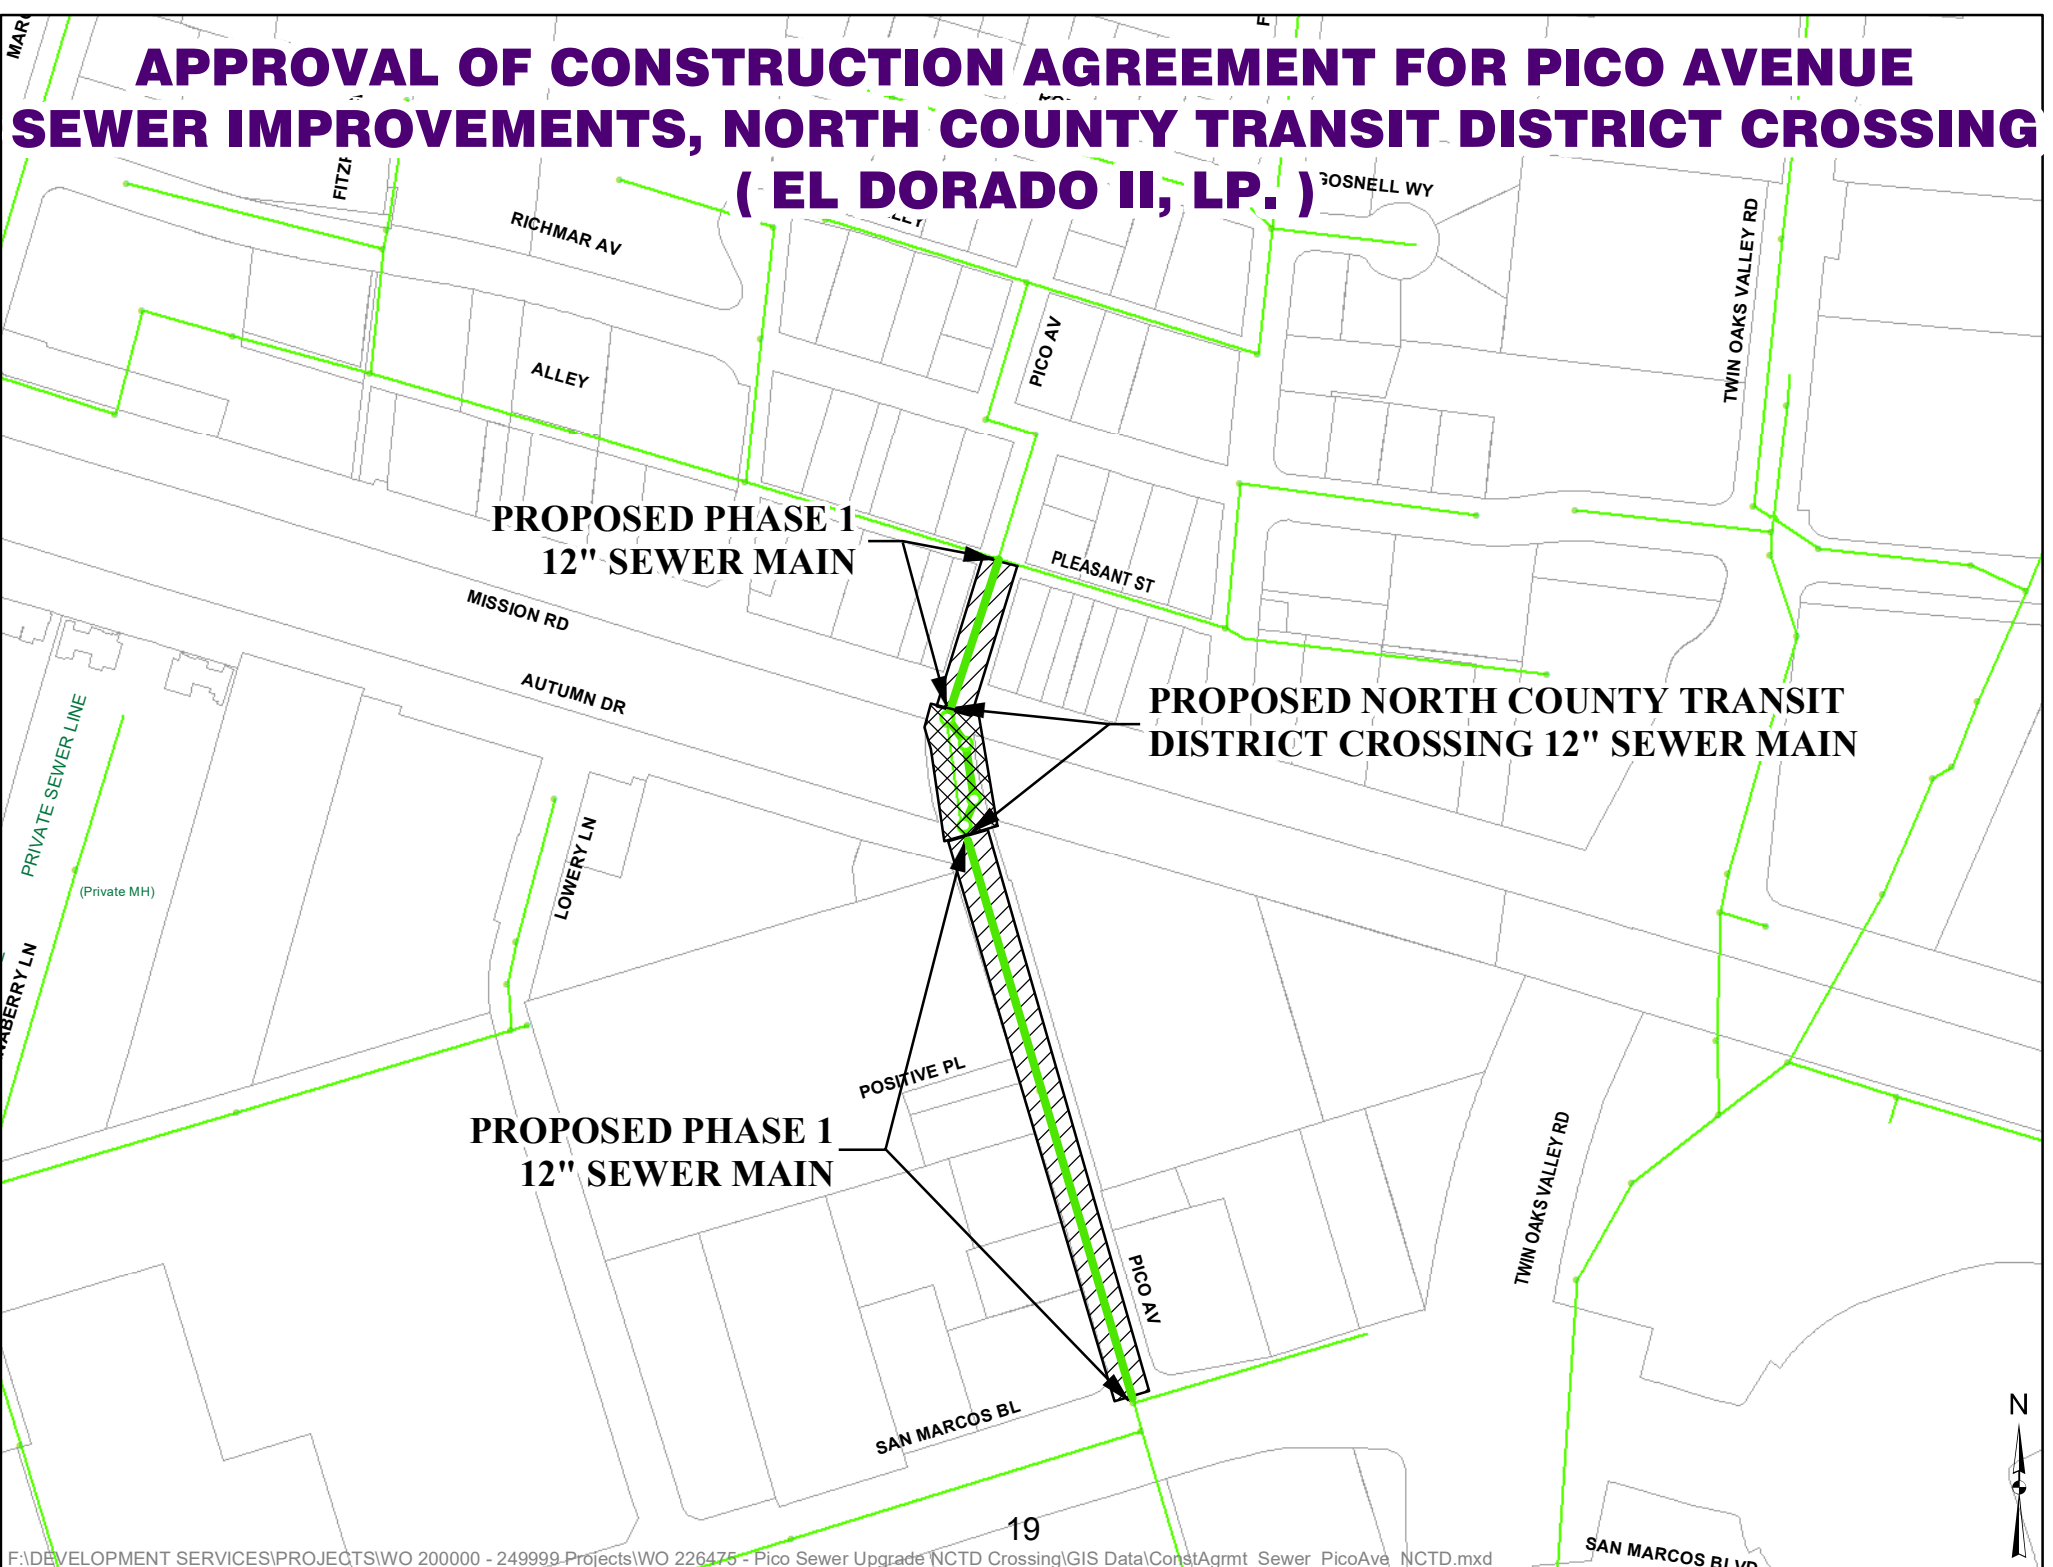 APPROVAL OF CONSTRUCTION AGREEMENT FOR PICO AVENUE
SEWER IMPROVEMENTS, NORTH COUNTY TRANSIT DISTRICT CROSSING
( EL DORADO II, LP. )
GOSNELL WY
RICHMAR AV
TWIN OAKS VALLEY RD
PICO AV
ALLEY
PROPOSED PHASE 1
12" SEWER MAIN
PLEASANT ST
MISSION RD
AUTUMN DR
PROPOSED NORTH COUNTY TRANSIT
DISTRICT CROSSING 12" SEWER MAIN
PRIVATE SEWER LINE
(Private MH)
LOWERY LN
POSITIVE PL
PROPOSED PHASE 1
12" SEWER MAIN
TWIN OAKS VALLEY RD
PICO AV
SAN MARCOS BL
N
19
SAN MARCOS BLVD
F:\DEVELOPMENT SERVICES\PROJECTS\WO 200000 - 249999 Projects\WO 226475 - Pico Sewer Upgrade NCTD Crossing\GIS Data\ConstAgrmt_Sewer_PicoAve_NCTD.mxd